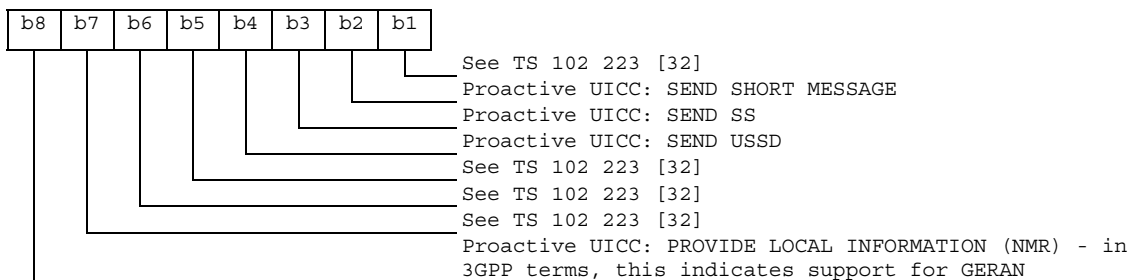 b8 b7 b6 b5 b4 b3 b2 b1
See TS 102 223 [32]
Proactive UICC: SEND SHORT MESSAGE
Proactive UICC: SEND SS
Proactive UICC: SEND USSD
See TS 102 223 [32]
See TS 102 223 [32]
See TS 102 223 [32]
Proactive UICC: PROVIDE LOCAL INFORMATION (NMR) - in
3GPP terms, this indicates support for GERAN